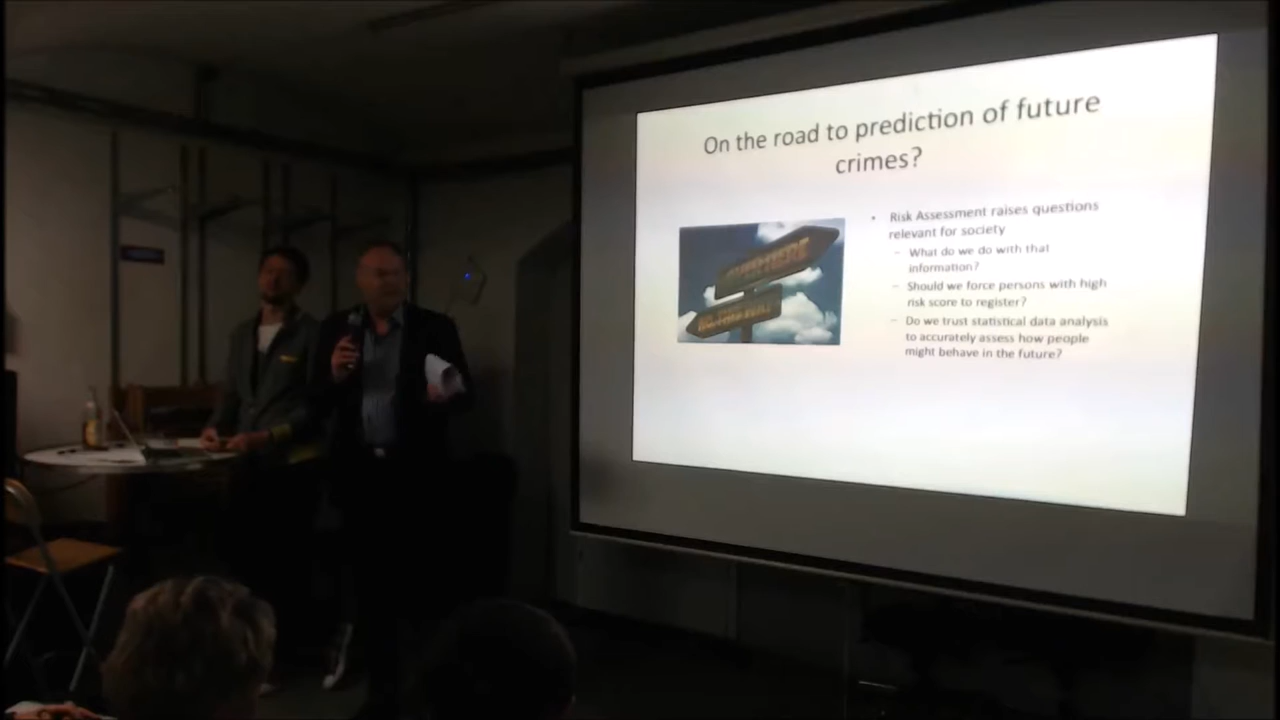 On the road to prediction of future
crimes?
• Risk Assessment raises questions
relevant for society
– What do we do with that
information?
– Should we force persons with high
risk score to register?
– Do we trust statistical data analysis
to accurately assess how people
might behave in the future?